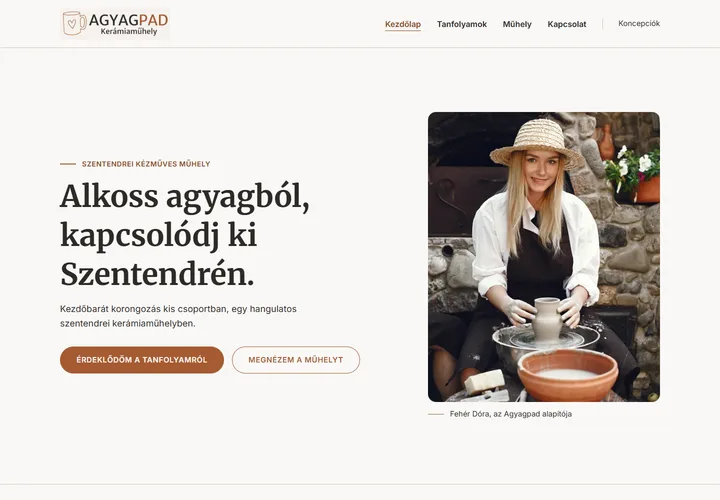 AGYAGPAD
Kerámiaműhely
Kezdőlap
Tanfolyamok
Műhely
Kapcsolat
Koncepciók
SZENTENDREI KÉZMŰVES MŰHELY
Alkoss agyagból,
kapcsolódj ki
Szentendrén.
Kezdőbarát korongozás kis csoportban, egy hangulatos
szentendrei kerámiaműhelyben.
ÉRDEKLŐDÖM A TANFOLYAMRÓL
MEGNÉZEM A MŰHELYT
Fehér Dóra, az Agyagpad alapítója